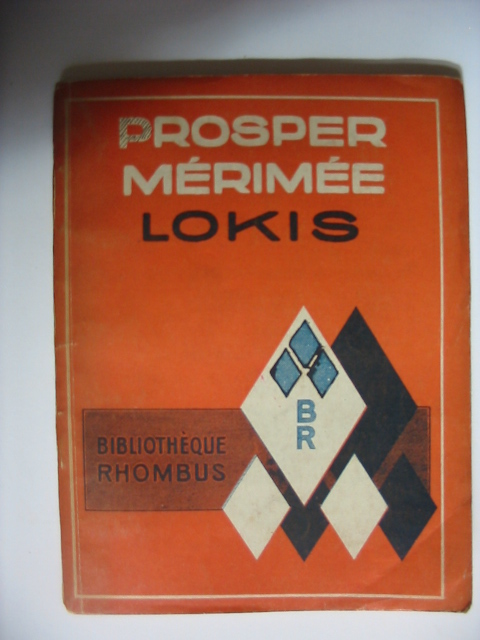 PROSPER
MÉRIMÉE
LOKIS
BR
BIBLIOTHÈQUE
RHOMBUS